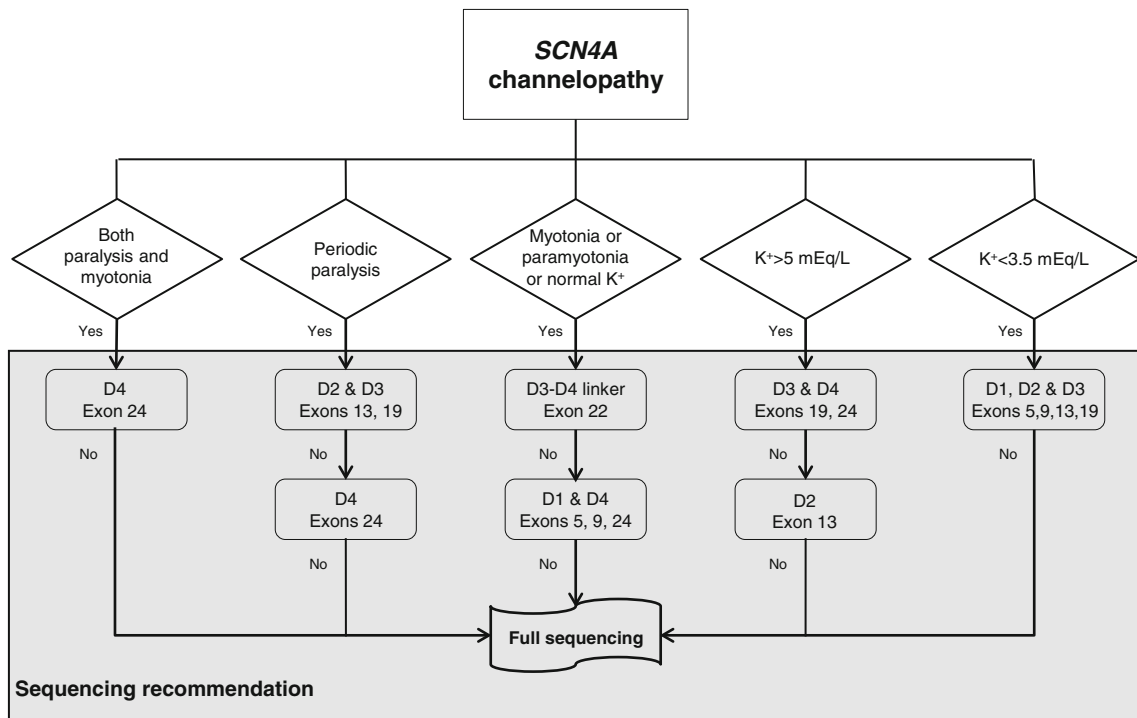 SCN4A
channelopathy
Both
paralysis and
myotonia
Periodic
paralysis
Myotonia or
paramyotonia
or normal K⁺
K⁺>5 mEq/L
K⁺<3.5 mEq/L
Yes
Yes
Yes
Yes
Yes
D4
Exon 24
D2 & D3
Exons 13, 19
D3-D4 linker
Exon 22
D3 & D4
Exons 19, 24
D1, D2 & D3
Exons 5,9,13,19
No
No
No
No
No
D4
Exons 24
D1 & D4
Exons 5, 9, 24
D2
Exon 13
No
No
No
Full sequencing
Sequencing recommendation